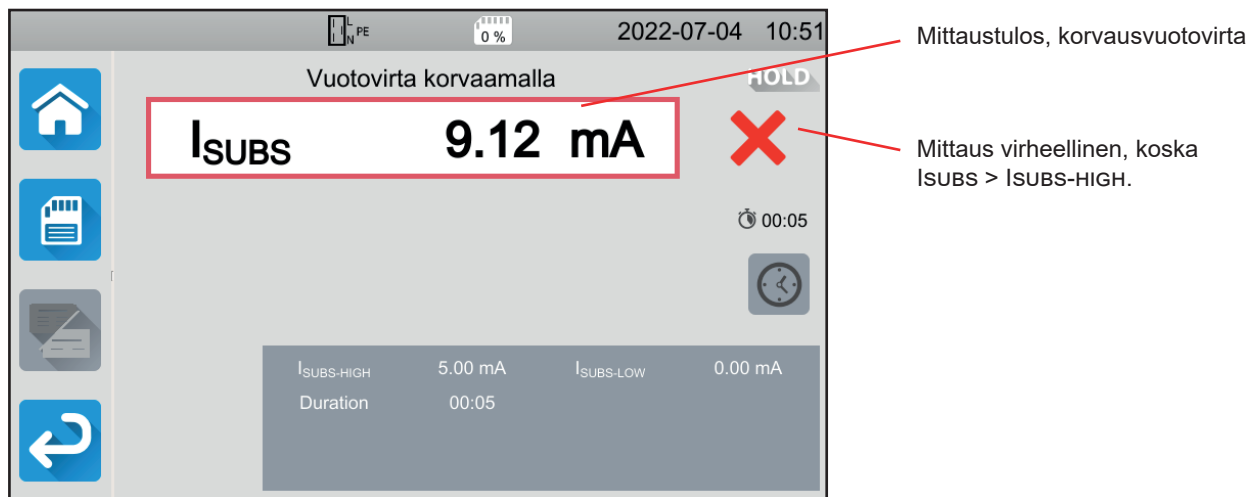 L
N PE
0 %
2022-07-04 10:51
Vuotovirta korvaamalla
HOLD
ISUBS 9.12 mA
00:05
ISUBS-HIGH 5.00 mA ISUBS-LOW 0.00 mA
Duration 00:05
Mittaustulos, korvausvuotovirta
Mittaus virheellinen, koska
ISUBS > ISUBS-HIGH.